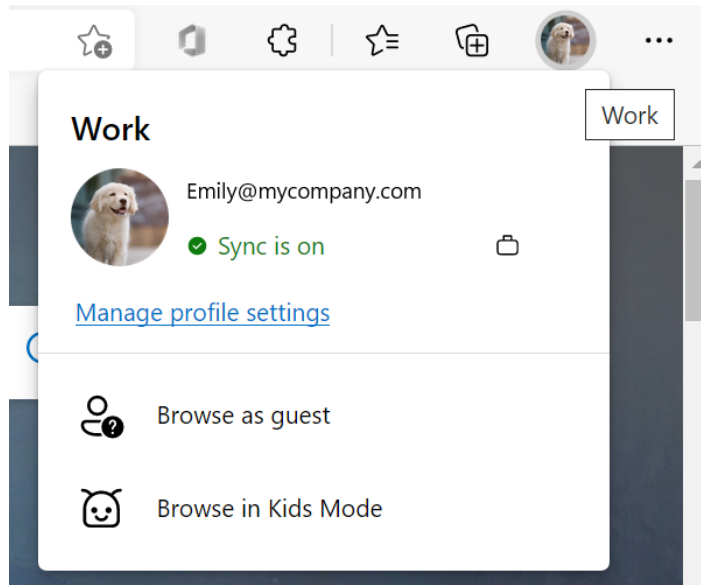 Work
Work
Emily@mycompany.com
Sync is on
Manage profile settings
Browse as guest
Browse in Kids Mode